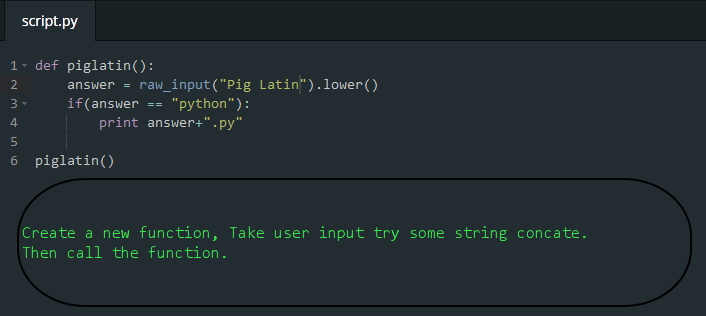 script.py
1 def piglatin():
2 answer = raw_input("Pig Latin").lower()
3 if(answer == "python"):
4 print answer+".py"
5
6 piglatin()
Create a new function, Take user input try some string concate.
Then call the function.